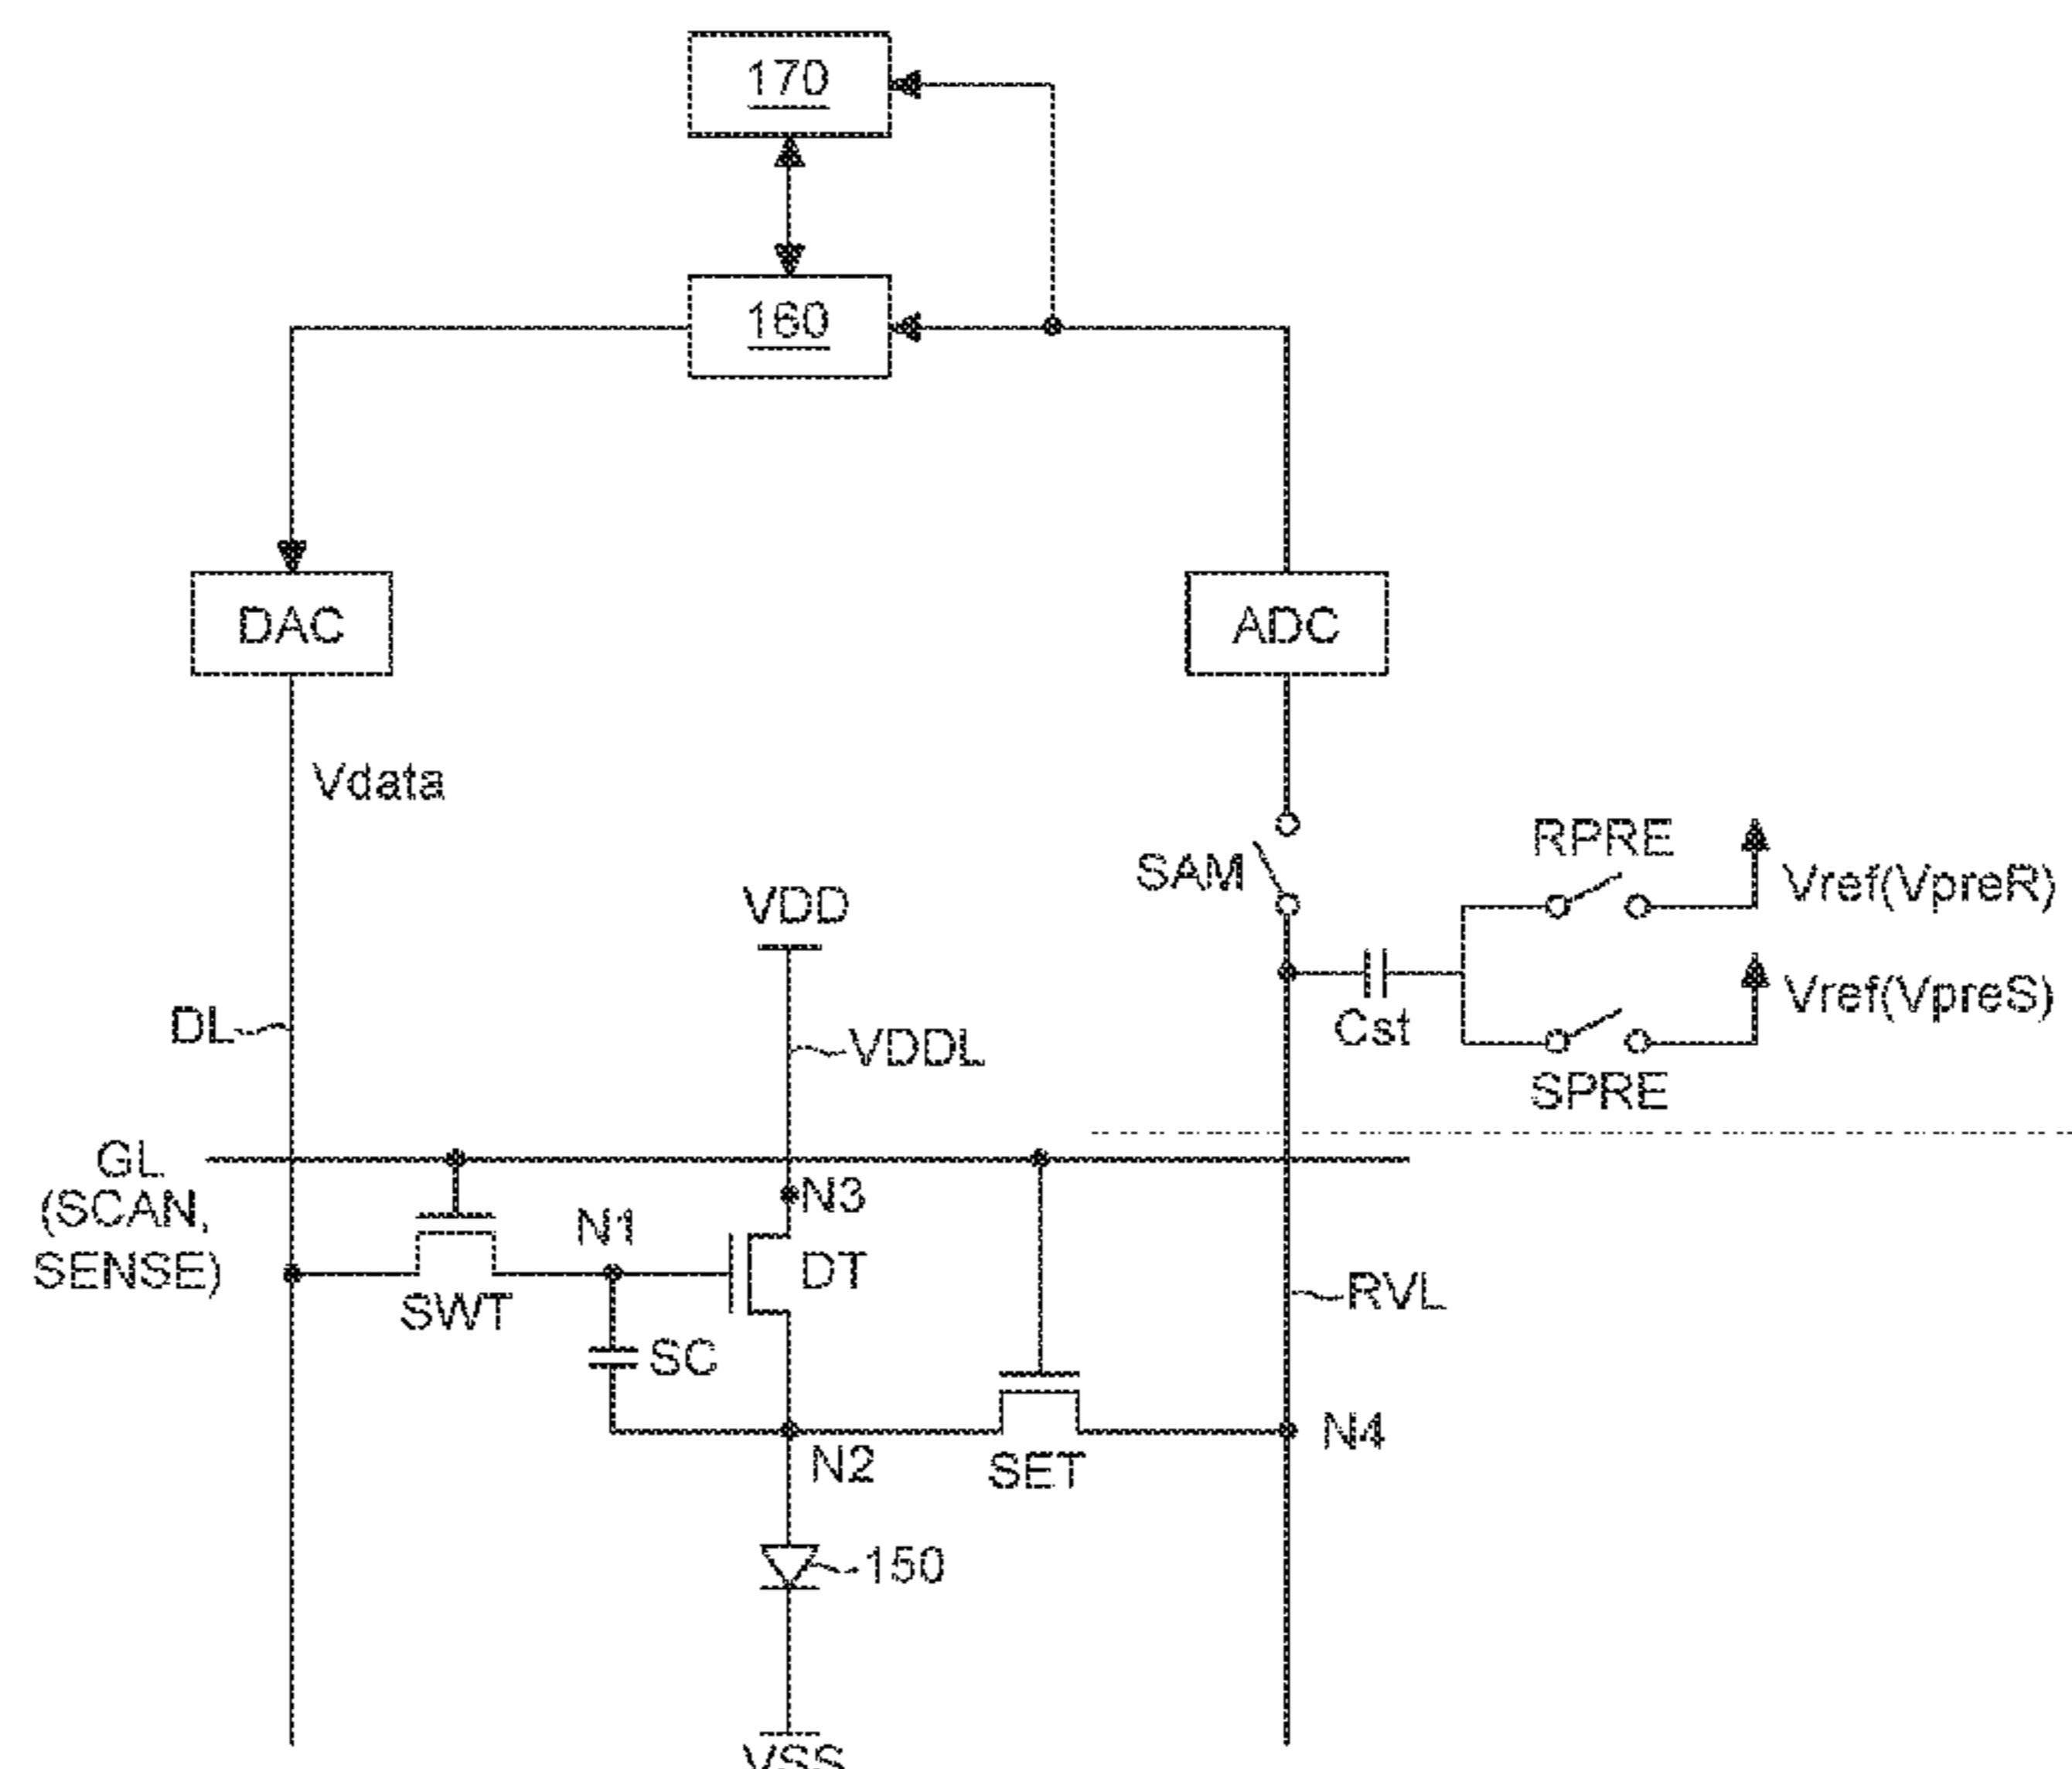 170
160
DAC
ADC
Vdata
SAM
RPRE
Vref(VpreR)
VDD
Vref(VpreS)
Cst
DL
VDDL
SPRE
GL
(SCAN,
SENSE)
N3
N1
DT
SWT
RVL
SC
N4
N2
SET
150
VSS